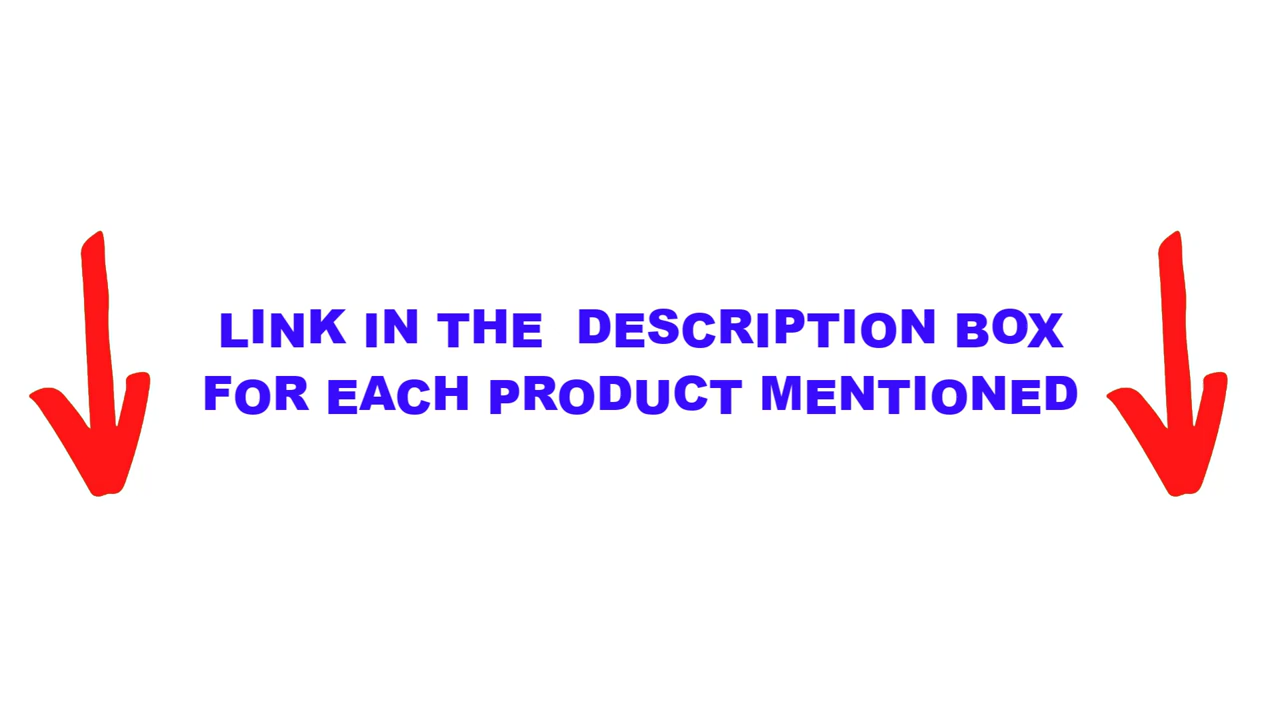 LINK IN THE  DESCRIPTION BOX
FOR EACH PRODUCT MENTIONED